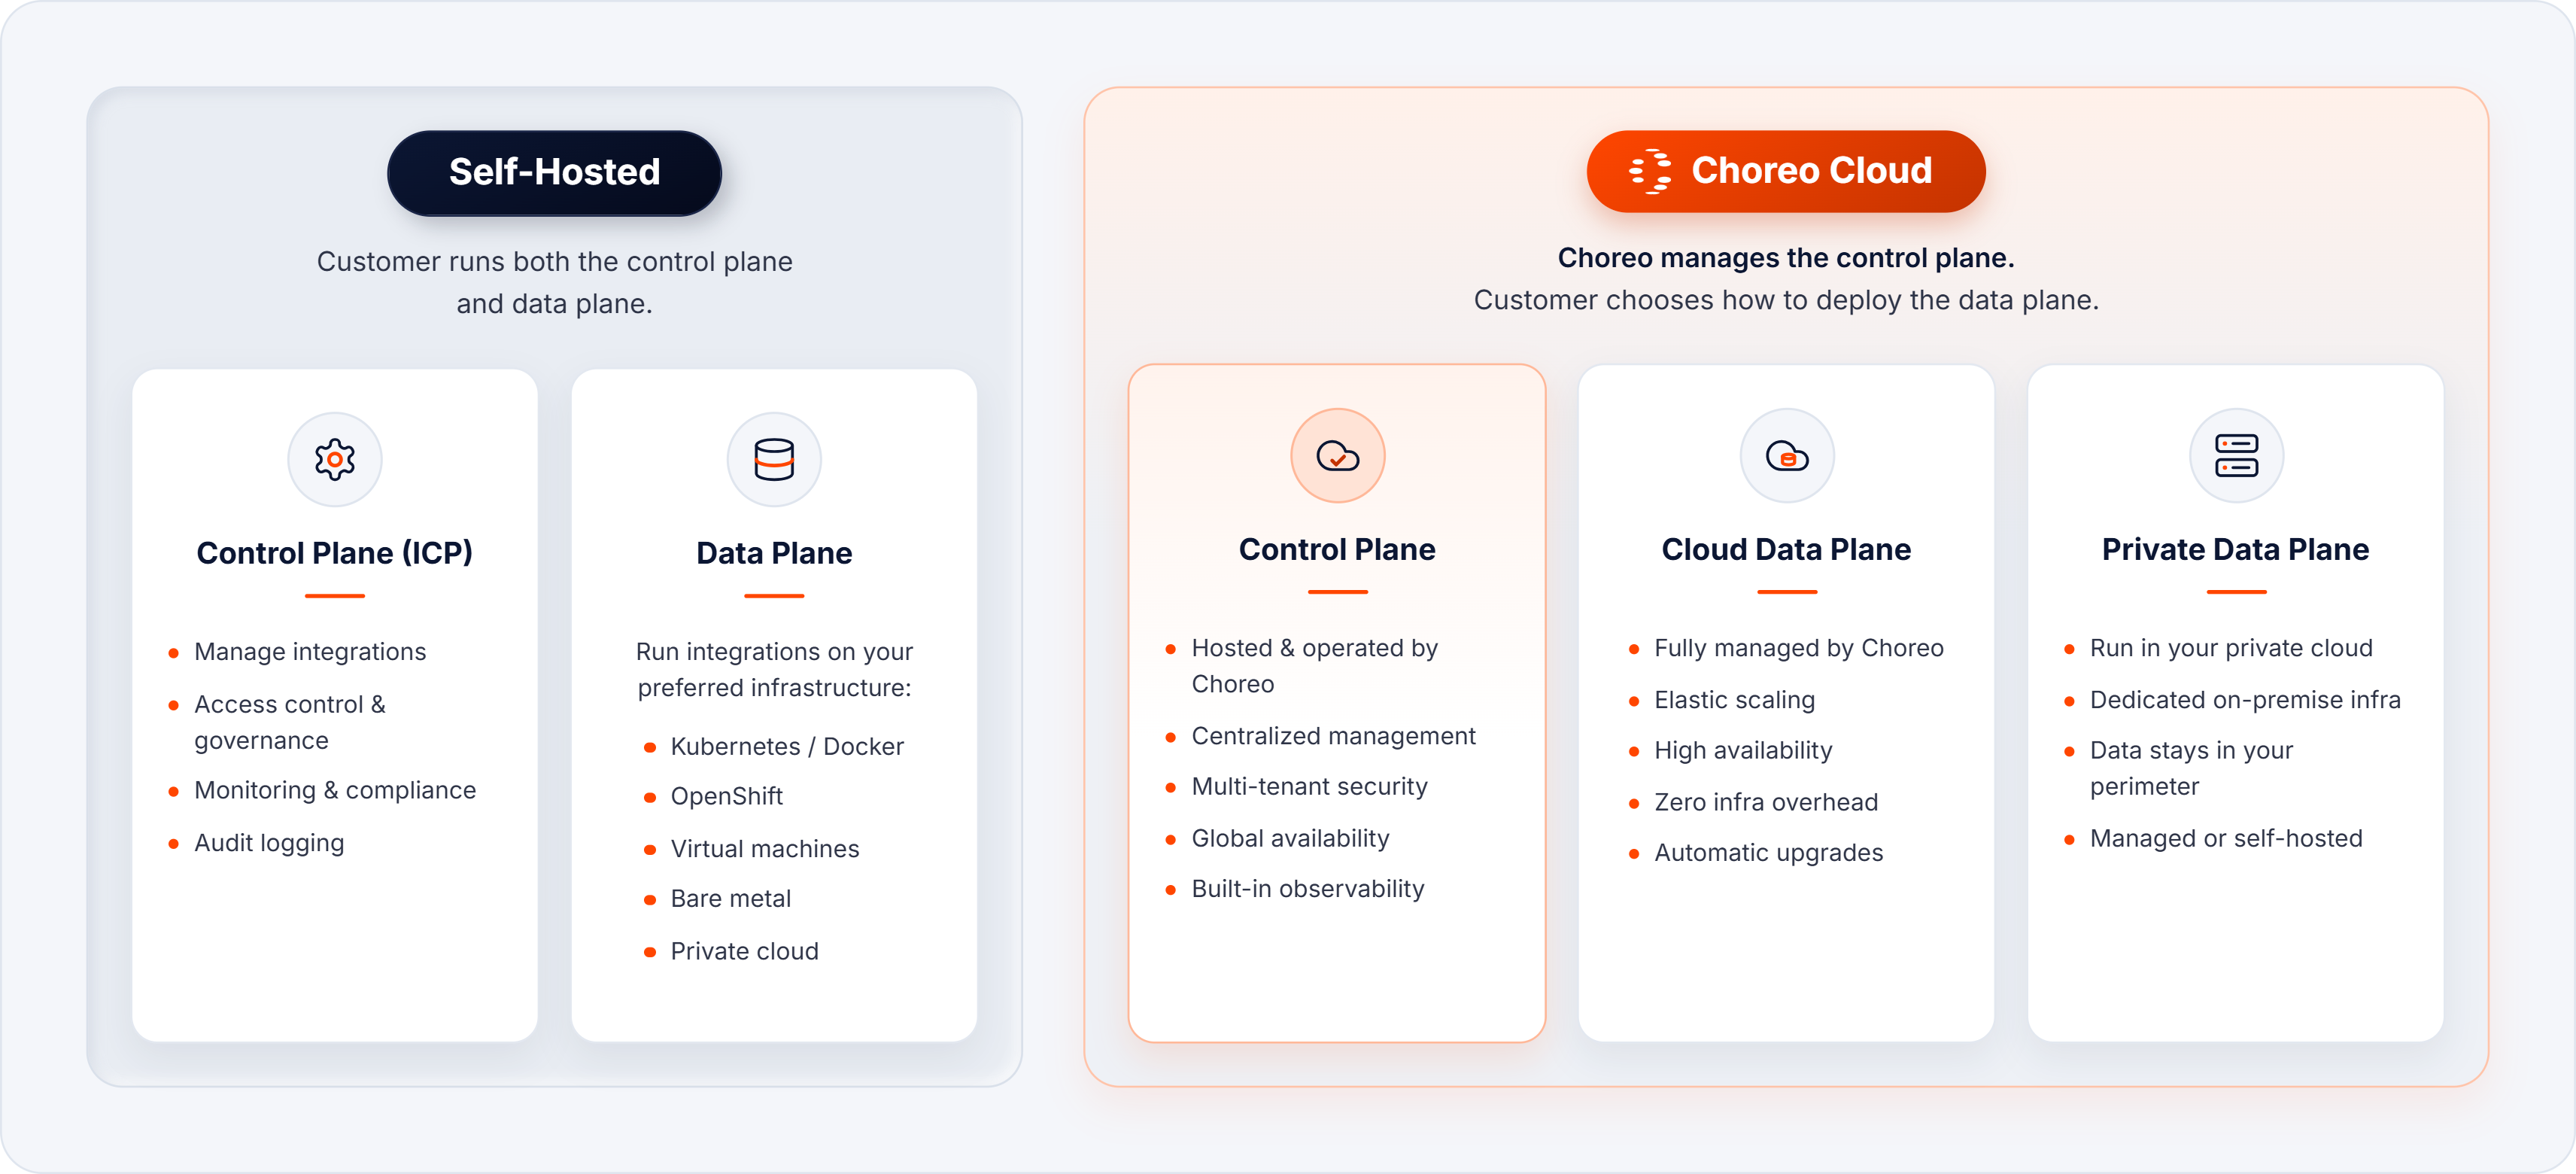 Self-Hosted
Customer runs both the control plane
and data plane.
Control Plane (ICP)
Manage integrations
Access control &
governance
Monitoring & compliance
Audit logging
Data Plane
Run integrations on your
preferred infrastructure:
Kubernetes / Docker
OpenShift
Virtual machines
Bare metal
Private cloud
Choreo Cloud
Choreo manages the control plane.
Customer chooses how to deploy the data plane.
Control Plane
Hosted & operated by
Choreo
Centralized management
Multi-tenant security
Global availability
Built-in observability
Cloud Data Plane
Fully managed by Choreo
Elastic scaling
High availability
Zero infra overhead
Automatic upgrades
Private Data Plane
Run in your private cloud
Dedicated on-premise infra
Data stays in your
perimeter
Managed or self-hosted